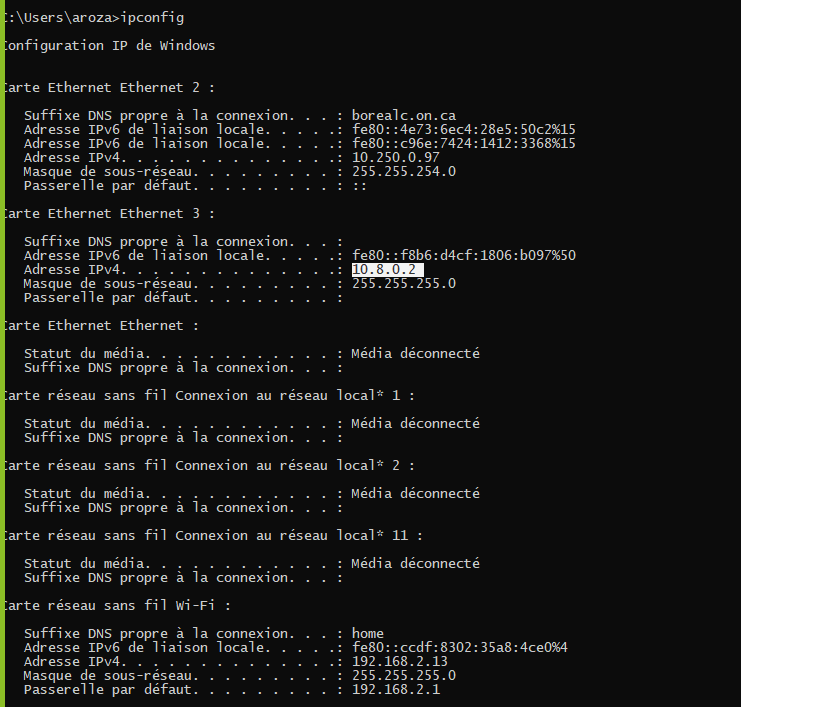 C:\Users\aroza>ipconfig
Configuration IP de Windows
Carte Ethernet Ethernet 2 :
Suffixe DNS propre à la connexion. . . : borealc.on.ca
Adresse IPv6 de liaison locale. . . . .: fe80::4e73:6ec4:28e5:50c2%15
Adresse IPv6 de liaison locale. . . . .: fe80::c96e:7424:1412:3368%15
Adresse IPv4. . . . . . . . . . . . . .: 10.250.0.97
Masque de sous-réseau. . . . . . . . . : 255.255.254.0
Passerelle par défaut. . . . . . . . . : ::
Carte Ethernet Ethernet 3 :
Suffixe DNS propre à la connexion. . . :
Adresse IPv6 de liaison locale. . . . .: fe80::f8b6:d4cf:1806:b097%50
Adresse IPv4. . . . . . . . . . . . . .: 10.8.0.2
Masque de sous-réseau. . . . . . . . . : 255.255.255.0
Passerelle par défaut. . . . . . . . . :
Carte Ethernet Ethernet :
Statut du média. . . . . . . . . . . . : Média déconnecté
Suffixe DNS propre à la connexion. . . :
Carte réseau sans fil Connexion au réseau local* 1 :
Statut du média. . . . . . . . . . . . : Média déconnecté
Suffixe DNS propre à la connexion. . . :
Carte réseau sans fil Connexion au réseau local* 2 :
Statut du média. . . . . . . . . . . . : Média déconnecté
Suffixe DNS propre à la connexion. . . :
Carte réseau sans fil Connexion au réseau local* 11 :
Statut du média. . . . . . . . . . . . : Média déconnecté
Suffixe DNS propre à la connexion. . . :
Carte réseau sans fil Wi-Fi :
Suffixe DNS propre à la connexion. . . : home
Adresse IPv6 de liaison locale. . . . .: fe80::ccdf:8302:35a8:4ce0%4
Adresse IPv4. . . . . . . . . . . . . .: 192.168.2.13
Masque de sous-réseau. . . . . . . . . : 255.255.255.0
Passerelle par défaut. . . . . . . . . : 192.168.2.1